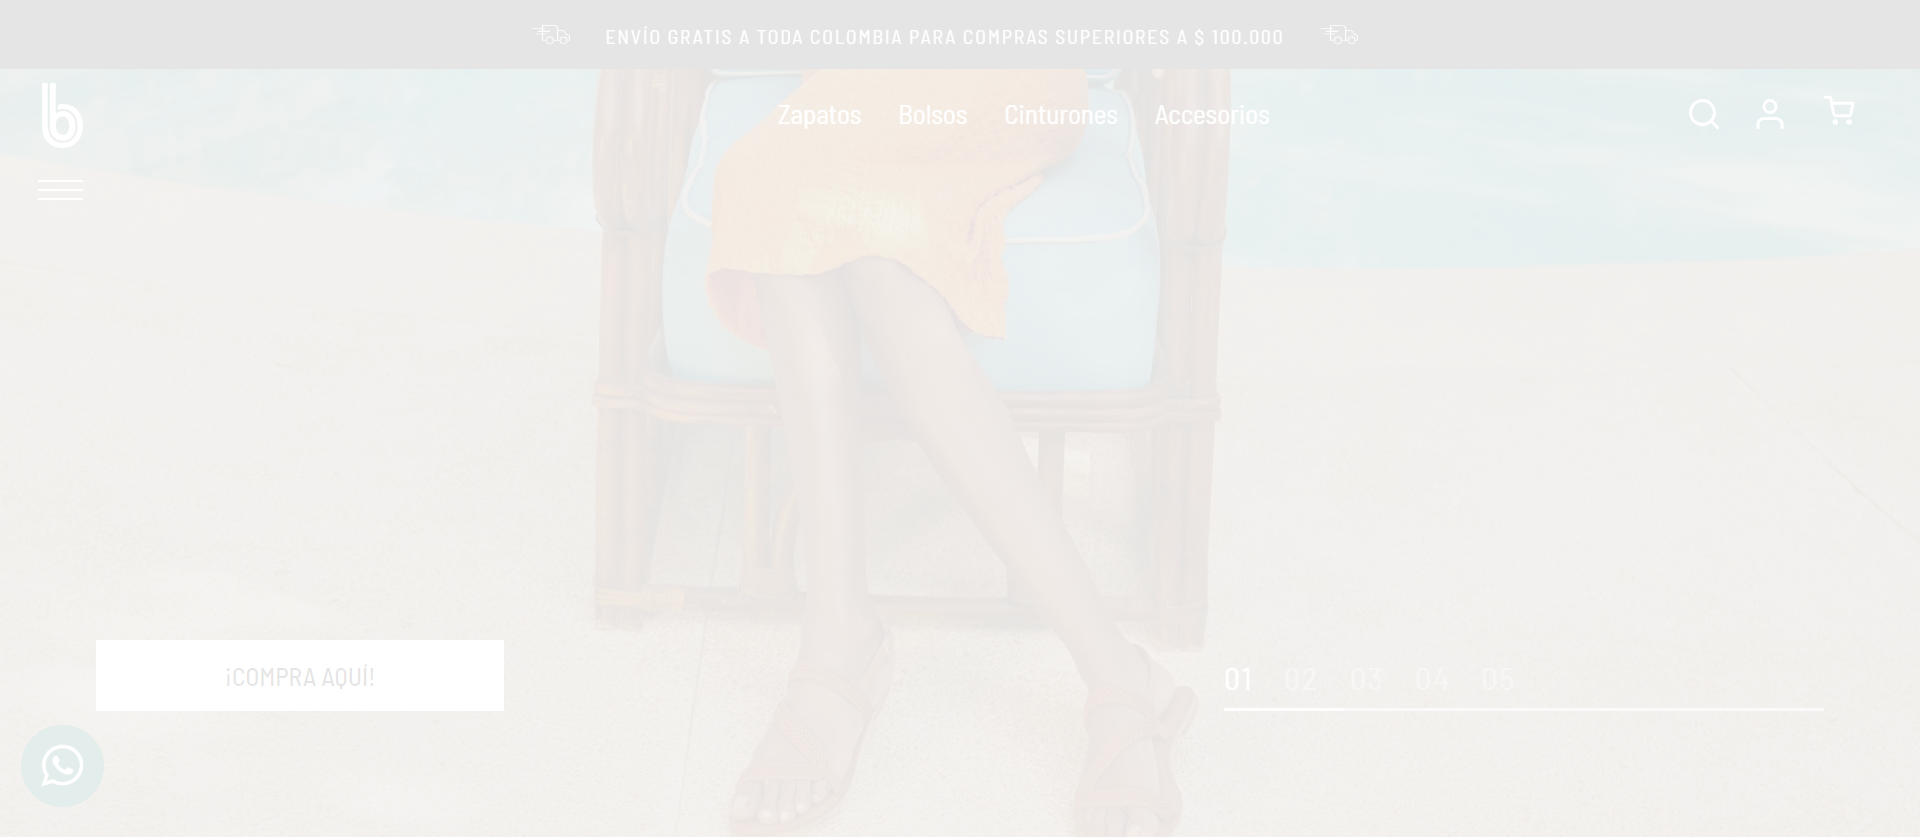 ENVÍO GRATIS A TODA COLOMBIA PARA COMPRAS SUPERIORES A $ 100.000
b
Zapatos Bolsos Cinturones Accesorios
¡COMPRA AQUÍ!
01 02 03 04 05